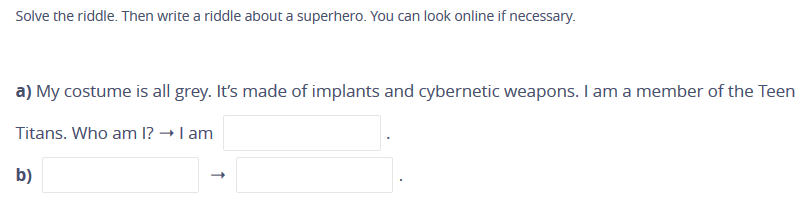 Solve the riddle. Then write a riddle about a superhero. You can look online if necessary.
a) My costume is all grey. It’s made of implants and cybernetic weapons. I am a member of the Teen
Titans. Who am I? → I am .
b) → .